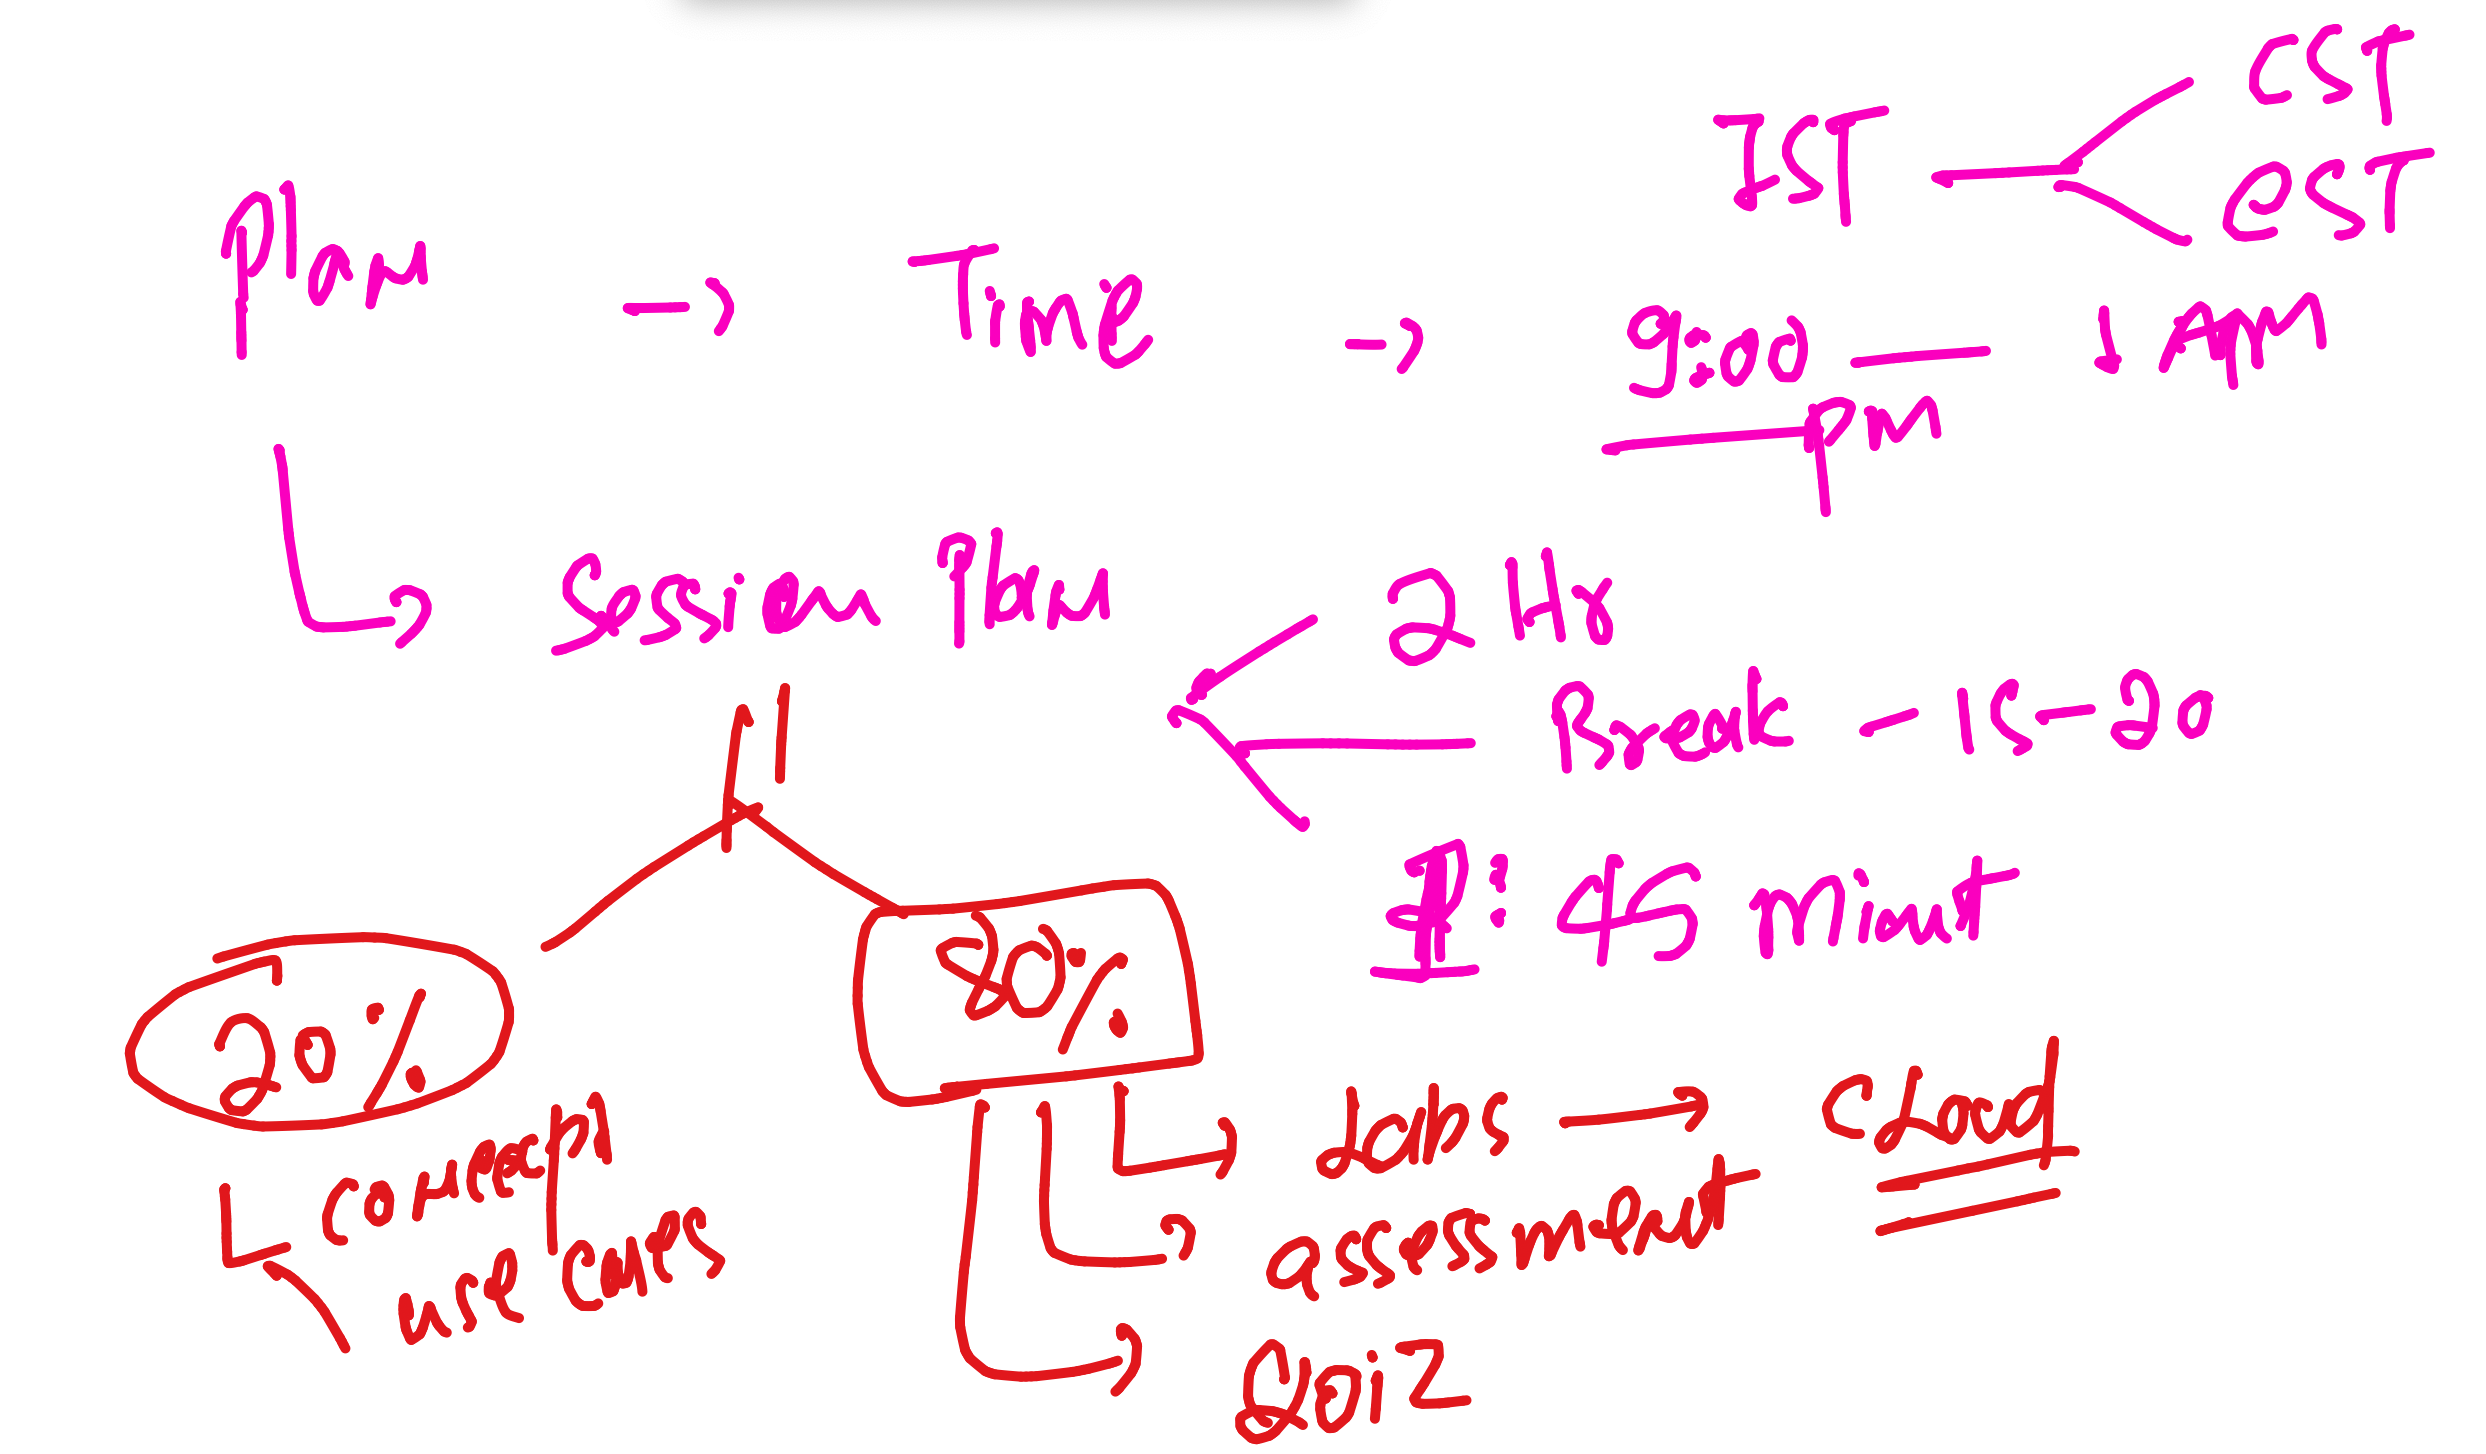 IST — CST
EST
Plan → Time → 9:00 — 1 AM
PM
Session Plan
2 Hr
Break - 15-20
1: 45 Minut
20%
80%
Concept
use cases
Labs → Cloud
assessment
Quiz